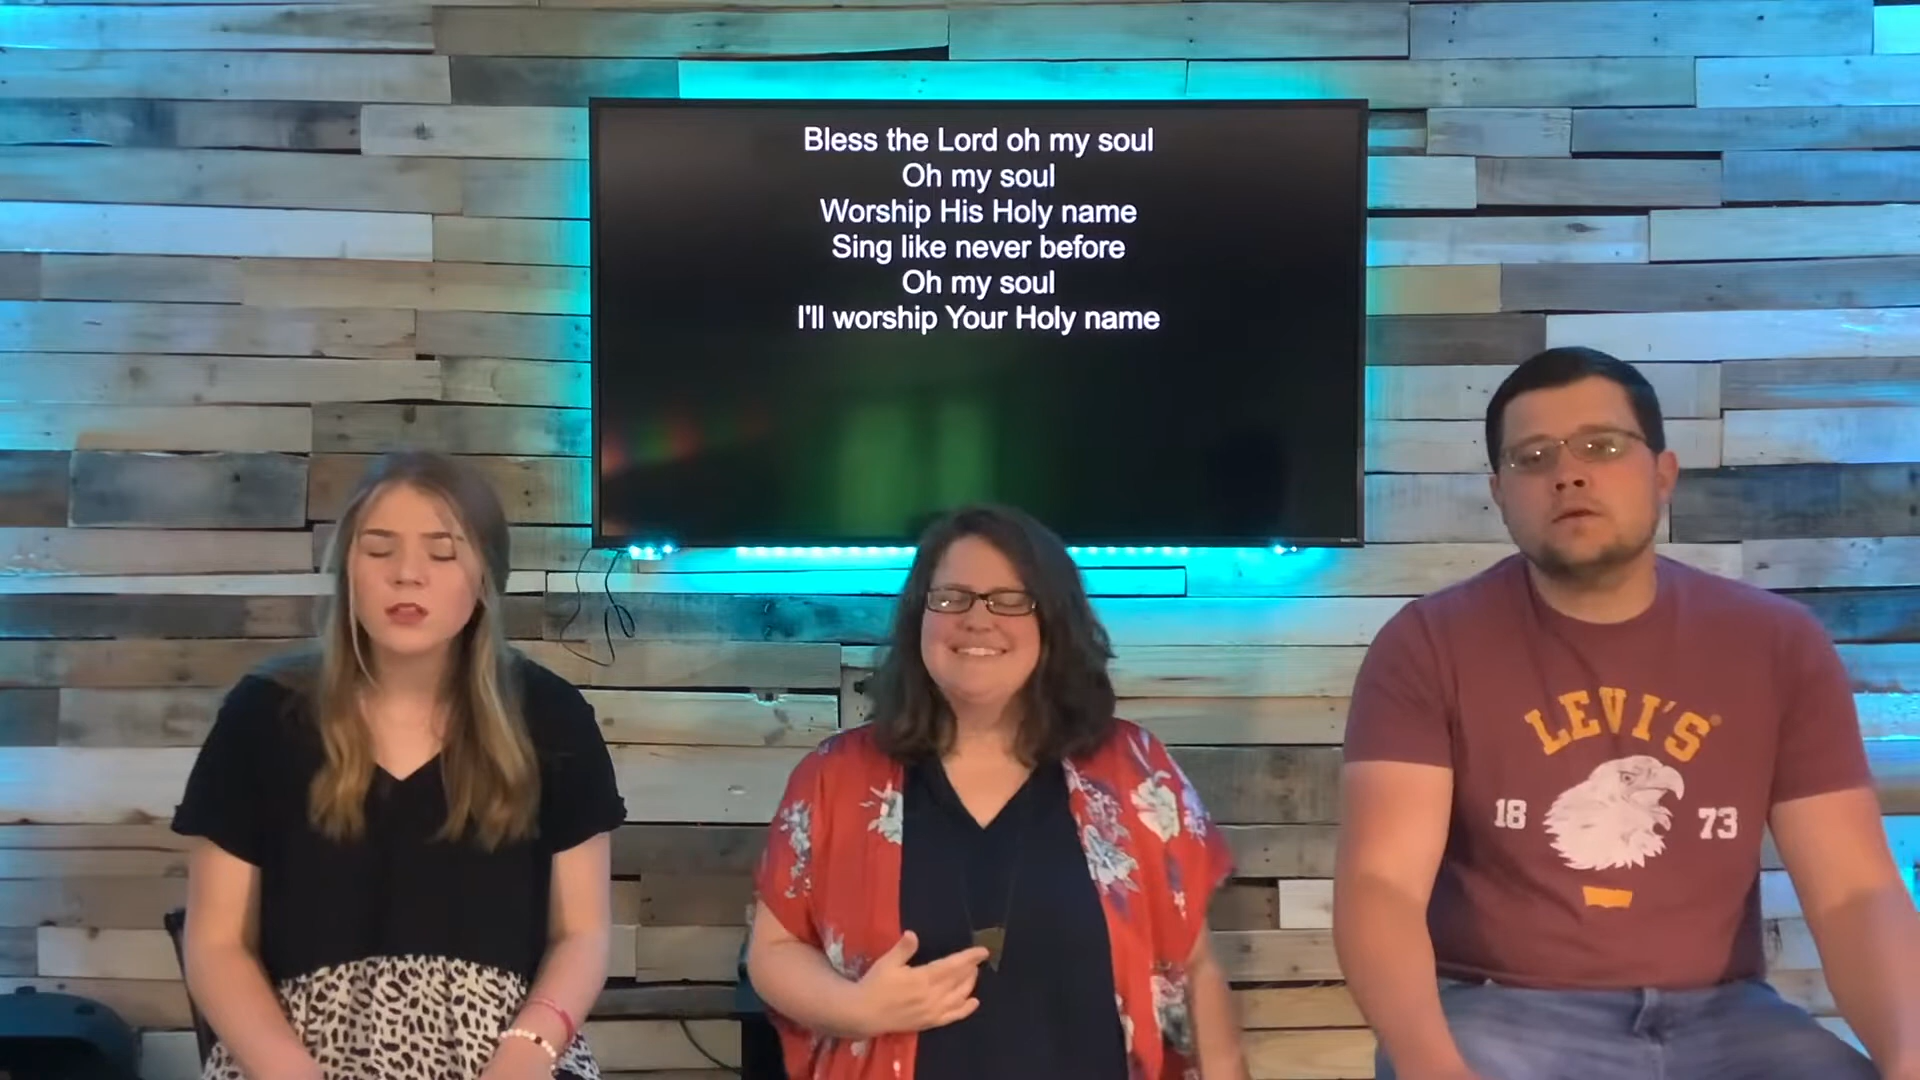 Bless the Lord oh my soul
Oh my soul
Worship His Holy name
Sing like never before
Oh my soul
I'll worship Your Holy name
LEVI'S®
18 73